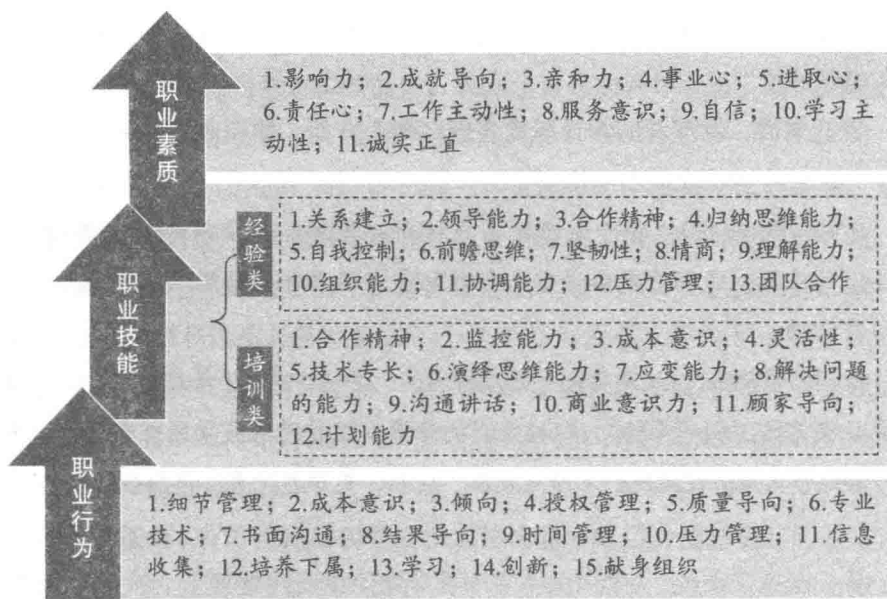 职业素质
1.影响力；2.成就导向；3.亲和力；4.事业心；5.进取心；
6.责任心；7.工作主动性；8.服务意识；9.自信；10.学习主
动性；11.诚实正直
职业技能
经验类
1.关系建立；2.领导能力；3.合作精神；4.归纳思维能力；
5.自我控制；6.前瞻思维；7.坚韧性；8.情商；9.理解能力；
10.组织能力；11.协调能力；12.压力管理；13.团队合作
培训类
1.合作精神；2.监控能力；3.成本意识；4.灵活性；
5.技术专长；6.演绎思维能力；7.应变能力；8.解决问题
的能力；9.沟通讲话；10.商业意识力；11.顾家导向；
12.计划能力
职业行为
1.细节管理；2.成本意识；3.倾向；4.授权管理；5.质量导向；6.专业
技术；7.书面沟通；8.结果导向；9.时间管理；10.压力管理；11.信息
收集；12.培养下属；13.学习；14.创新；15.献身组织